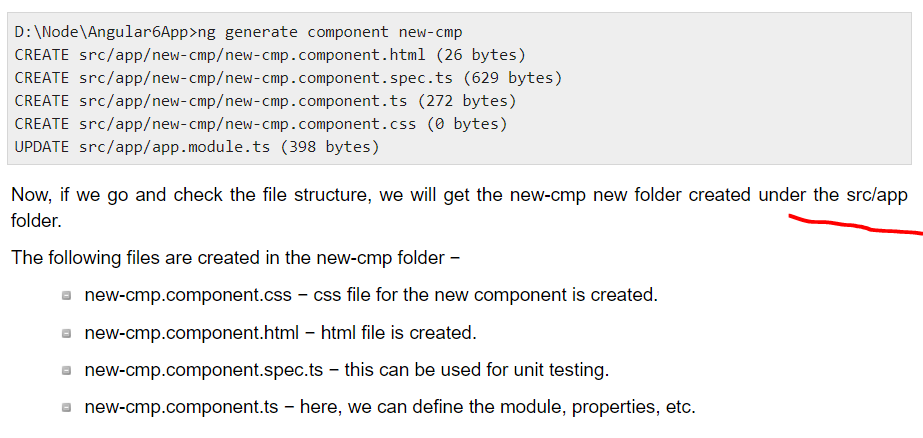 D:\Node\Angular6App>ng generate component new-cmp
CREATE src/app/new-cmp/new-cmp.component.html (26 bytes)
CREATE src/app/new-cmp/new-cmp.component.spec.ts (629 bytes)
CREATE src/app/new-cmp/new-cmp.component.ts (272 bytes)
CREATE src/app/new-cmp/new-cmp.component.css (0 bytes)
UPDATE src/app/app.module.ts (398 bytes)
Now, if we go and check the file structure, we will get the new-cmp new folder created under the src/app
folder.
The following files are created in the new-cmp folder −
new-cmp.component.css − css file for the new component is created.
new-cmp.component.html − html file is created.
new-cmp.component.spec.ts − this can be used for unit testing.
new-cmp.component.ts − here, we can define the module, properties, etc.